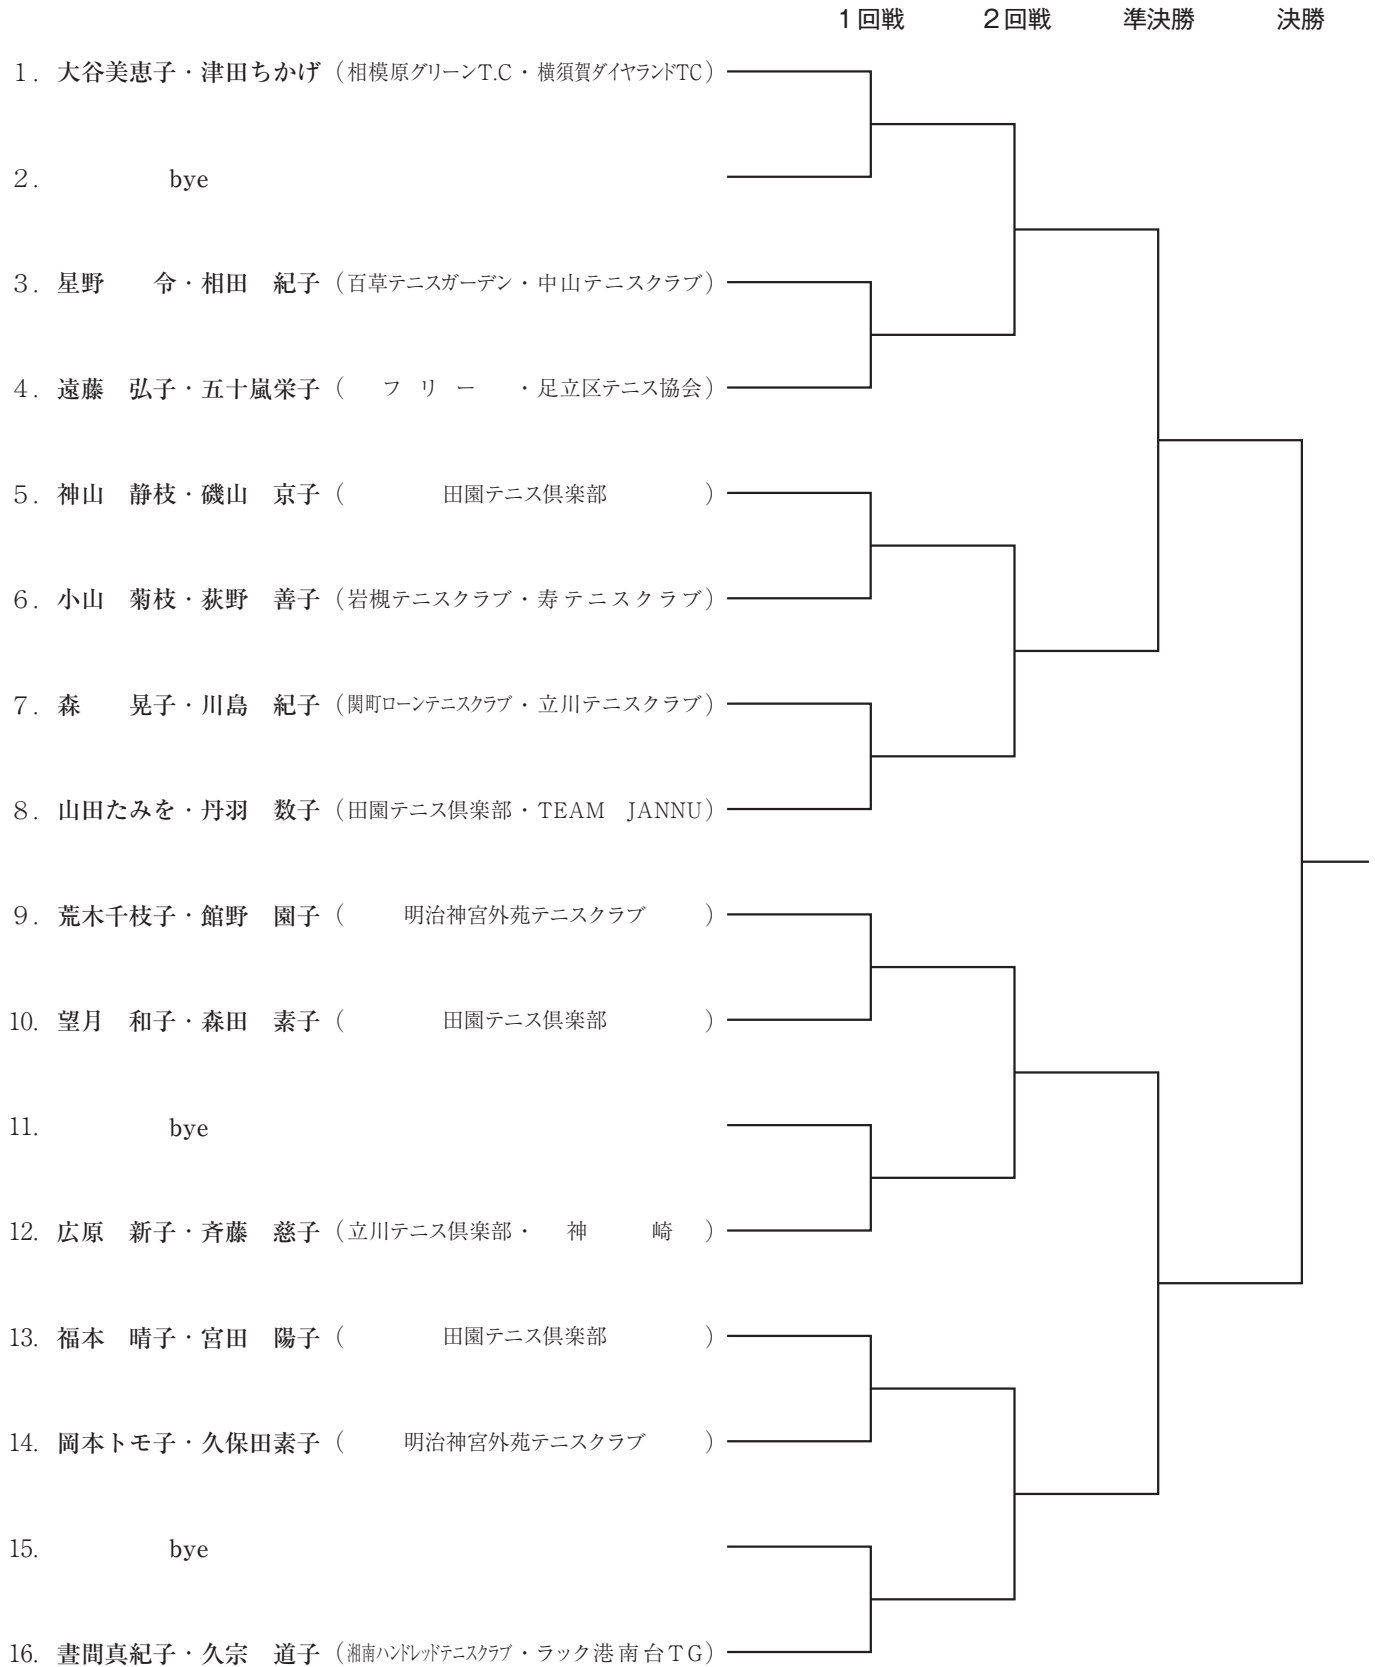 １回戦　２回戦　準決勝　決勝
１．大谷美恵子・津田ちかげ（相模原グリーンT.C・横須賀ダイヤランドTC）
２．bye
３．星野　令・相田　紀子（百草テニスガーデン・中山テニスクラブ）
４．遠藤　弘子・五十嵐栄子（フリー・足立区テニス協会）
５．神山　静枝・磯山　京子（田園テニス倶楽部）
６．小山　菊枝・荻野　善子（岩槻テニスクラブ・寿テニスクラブ）
７．森　晃子・川島　紀子（関町ローンテニスクラブ・立川テニスクラブ）
８．山田たみを・丹羽　数子（田園テニス倶楽部・TEAM　JANNU）
９．荒木千枝子・館野　園子（明治神宮外苑テニスクラブ）
10．望月　和子・森田　素子（田園テニス倶楽部）
11．bye
12．広原　新子・斉藤　慈子（立川テニス倶楽部・神崎）
13．福本　晴子・宮田　陽子（田園テニス倶楽部）
14．岡本トモ子・久保田素子（明治神宮外苑テニスクラブ）
15．bye
16．晝間真紀子・久宗　道子（湘南ハンドレッドテニスクラブ・ラック港南台TG）